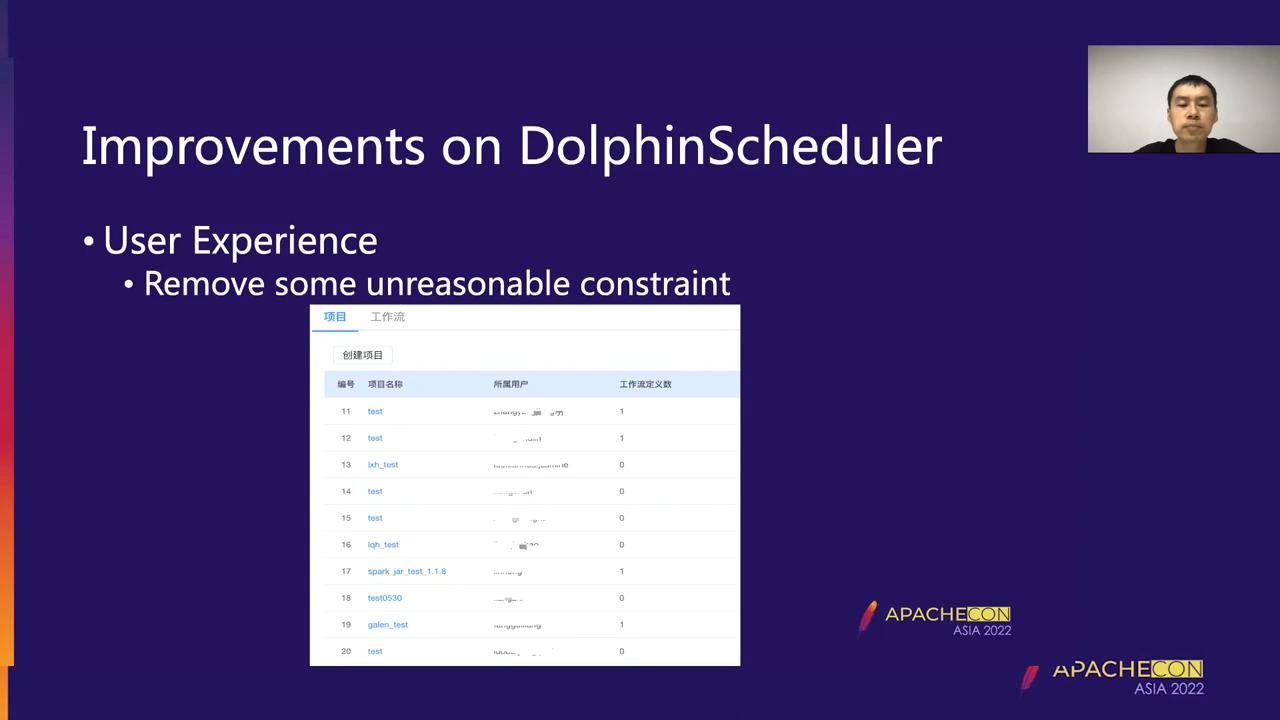 Improvements on DolphinScheduler
• User Experience
• Remove some unreasonable constraint
项目 工作流
创建项目
编号 项目名称 所属用户 工作流定义数
11 test 1
12 test 1
13 lxh_test 0
14 test 0
15 test 0
16 lqh_test 0
17 spark_jar_test_1.1.8 1
18 test0530 0
19 galen_test 1
20 test 0
APACHECON
ASIA 2022
APACHECON
ASIA 2022